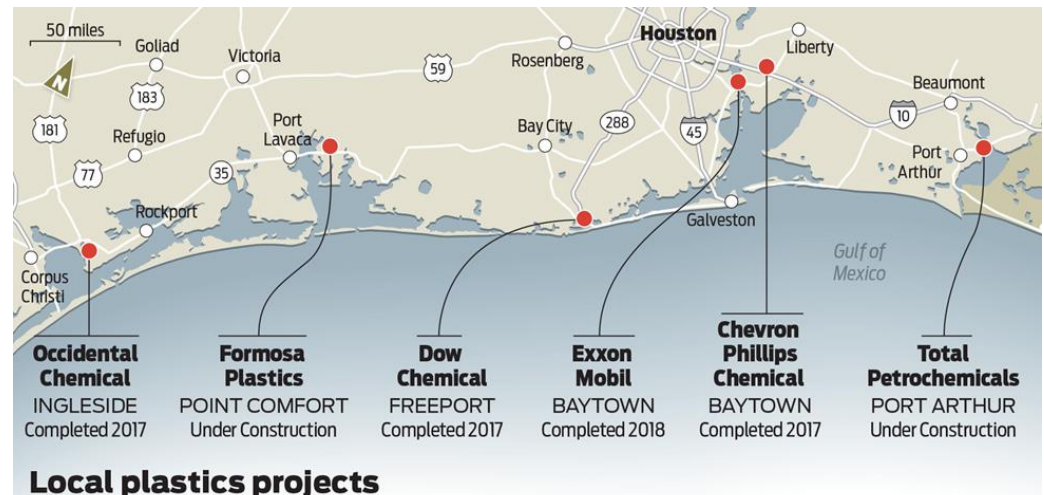 50 miles
N
Goliad
Victoria
183
181
59
Rosenberg
Houston
Liberty
Beaumont
10
Refugio
Port
Lavaca
Bay City
288
45
Port
Arthur
77
35
Rockport
Galveston
Corpus
Christi
Gulf of
Mexico
Occidental
Chemical
INGLESIDE
Completed 2017
Formosa
Plastics
POINT COMFORT
Under Construction
Dow
Chemical
FREEPORT
Completed 2017
Exxon
Mobil
BAYTOWN
Completed 2018
Chevron
Phillips
Chemical
BAYTOWN
Completed 2017
Total
Petrochemicals
PORT ARTHUR
Under Construction
Local plastics projects